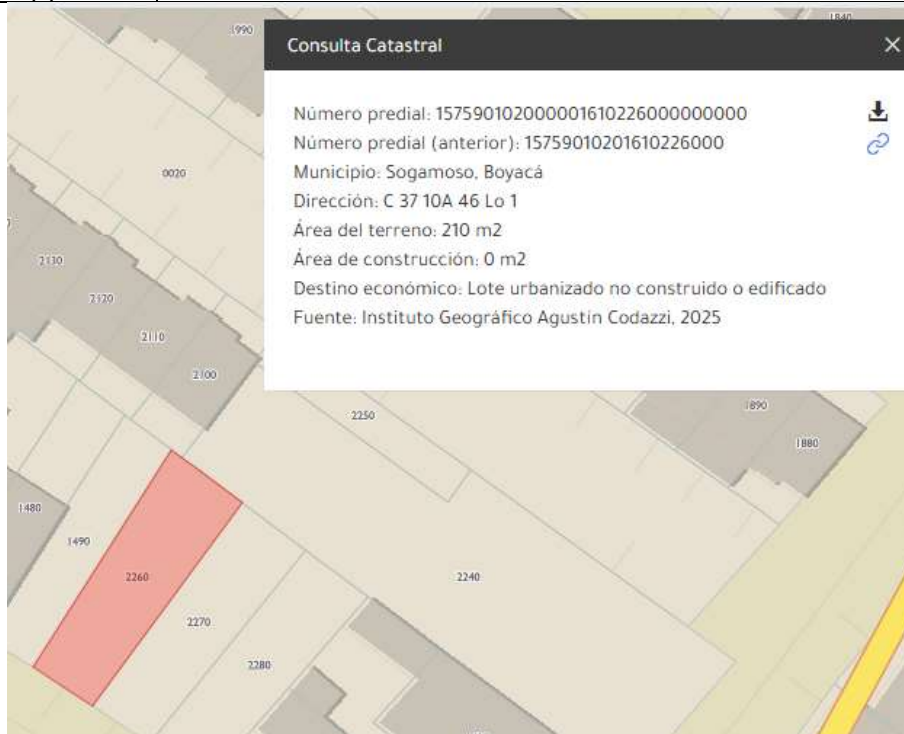 Consulta Catastral
Número predial: 157590102000001610226000000000
Número predial (anterior): 15759010201610226000
Municipio: Sogamoso, Boyacá
Dirección: C 37 10A 46 Lo 1
Área del terreno: 210 m2
Área de construcción: 0 m2
Destino económico: Lote urbanizado no construido o edificado
Fuente: Instituto Geográfico Agustín Codazzi, 2025
1990
1840
0020
2130
2120
2110
2100
2250
1890
1880
1480
1490
2260
2240
2270
2280